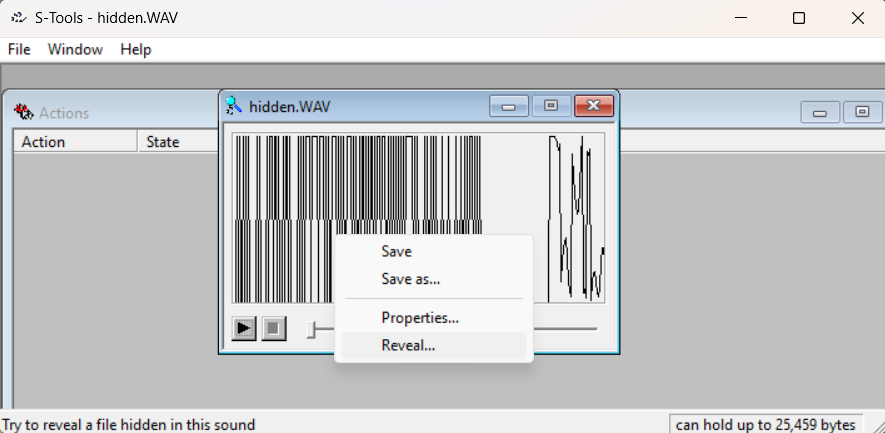 S-Tools - hidden.WAV
File Window Help
Actions
hidden.WAV
Action State
Save
Save as...
Properties...
Reveal...
Try to reveal a file hidden in this sound
can hold up to 25,459 bytes